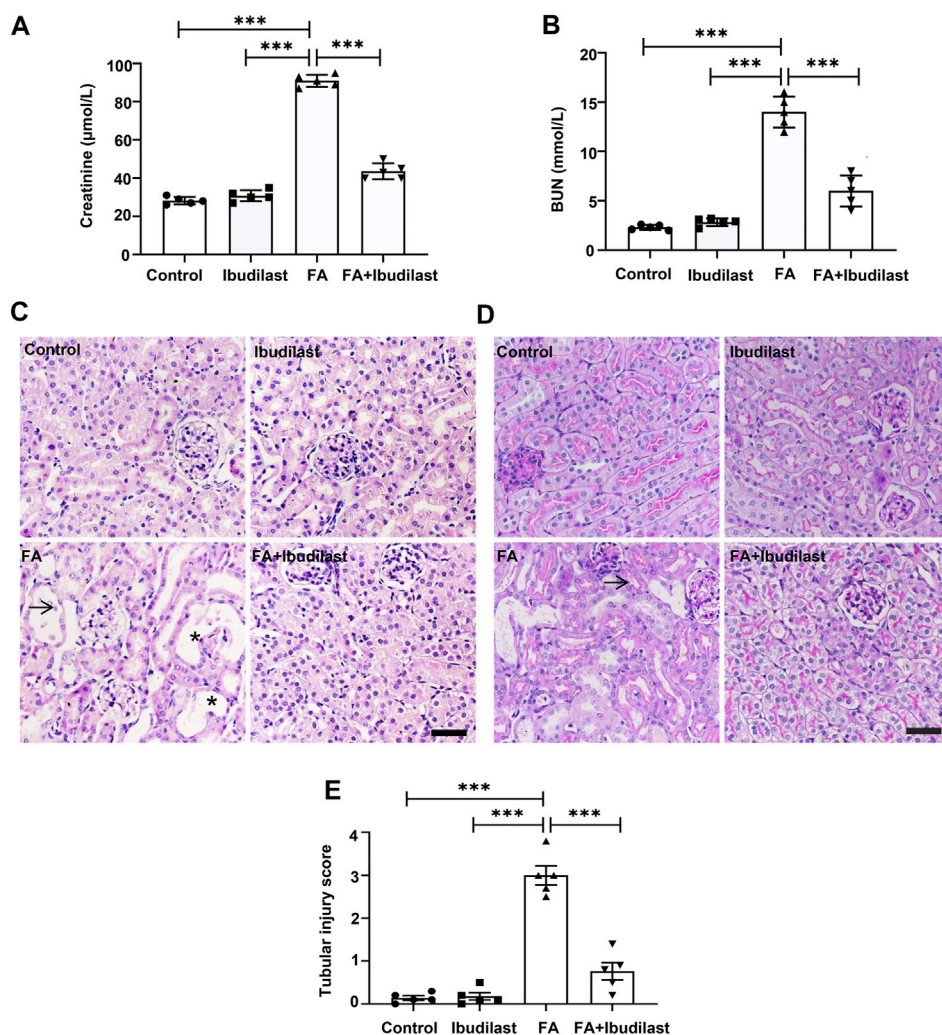 A
***
*** ***
Creatinine (μmol/L)
100
80
60
40
20
0
Control Ibudilast FA FA+Ibudilast
B
***
*** ***
BUN (mmol/L)
20
15
10
5
0
Control Ibudilast FA FA+Ibudilast
C
Control Ibudilast
FA FA+Ibudilast
*
*
D
Control Ibudilast
FA FA+Ibudilast
E
***
*** ***
Tubular injury score
4
3
2
1
0
Control Ibudilast FA FA+Ibudilast